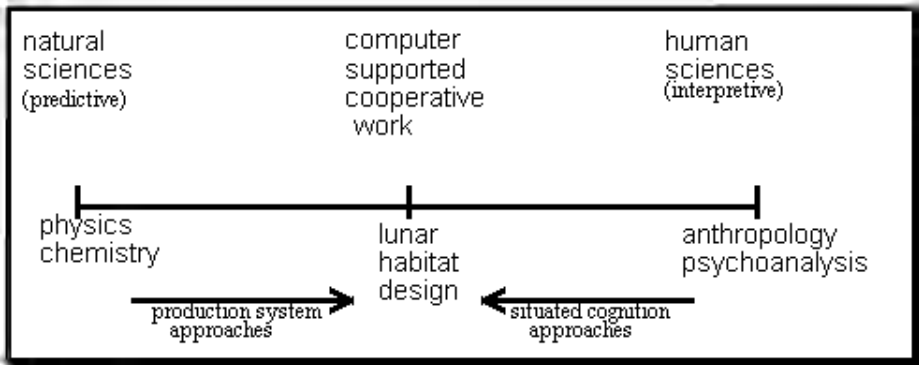 natural
sciences
(predictive)
computer
supported
cooperative
work
human
sciences
(interpretive)
physics
chemistry
lunar
habitat
design
anthropology
psychoanalysis
production system
approaches
situated cognition
approaches